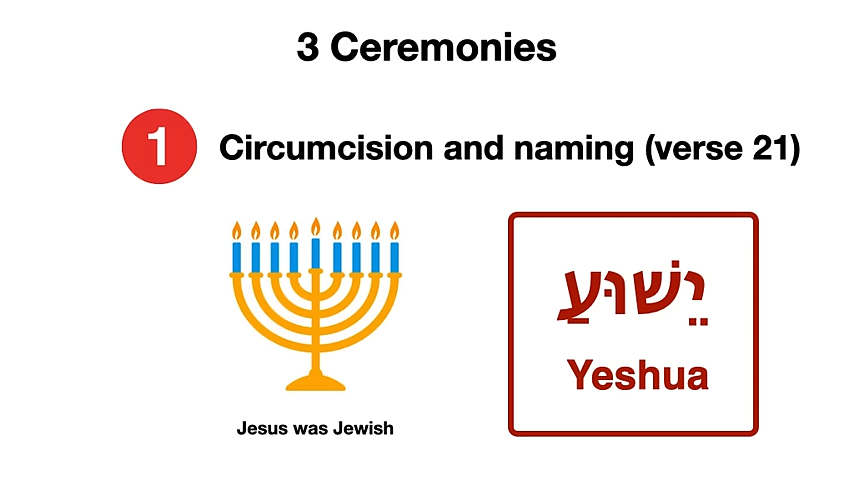 3 Ceremonies
1 Circumcision and naming (verse 21)
יֵשׁוּעַ
Yeshua
Jesus was Jewish